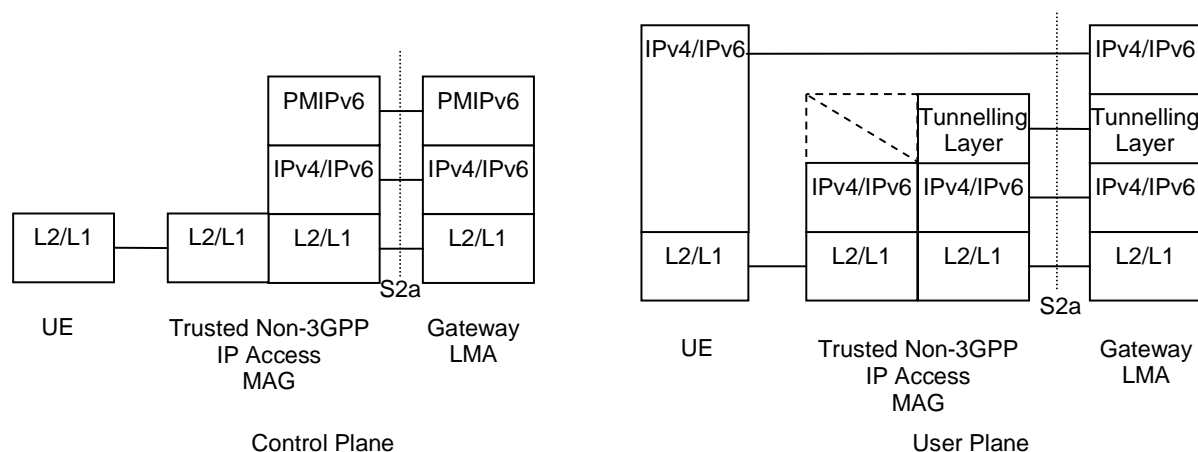 PMIPv6
PMIPv6
IPv4/IPv6
IPv4/IPv6
L2/L1
L2/L1
L2/L1
L2/L1
S2a
UE
Trusted Non-3GPP
IP Access
MAG
Gateway
LMA
Control Plane
IPv4/IPv6
IPv4/IPv6
Tunnelling
Layer
Tunnelling
Layer
IPv4/IPv6
IPv4/IPv6
IPv4/IPv6
L2/L1
L2/L1
L2/L1
L2/L1
S2a
UE
Trusted Non-3GPP
IP Access
MAG
Gateway
LMA
User Plane